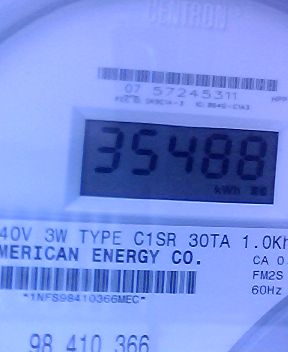 CENTRON
07 57245311
35488
kWh
40V 3W TYPE C1SR 30TA 1.0Kh
MERICAN ENERGY CO.
CA 0.
FM2S
60Hz
*1NFS98410366MEC*
98 410 366